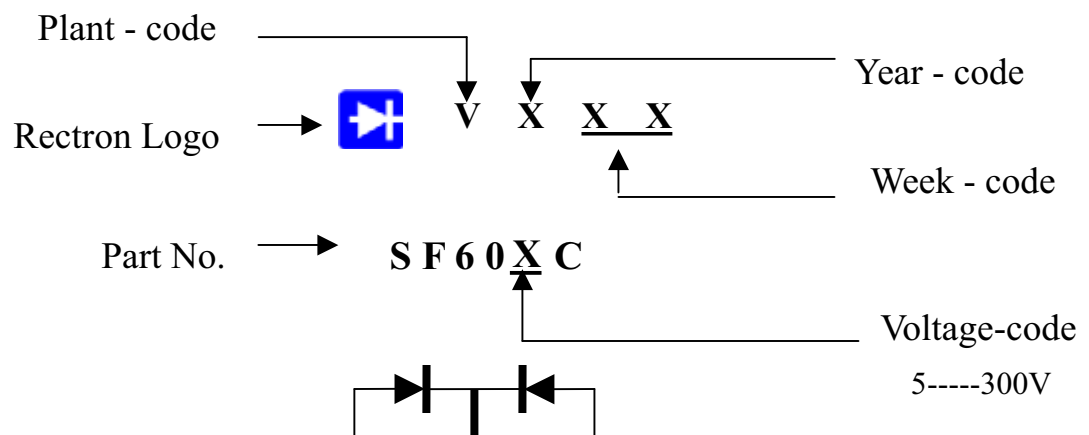 Plant - code
V X X X
Year - code
Rectron Logo
Week - code
Part No.
S F 6 0 X C
Voltage-code
5-----300V